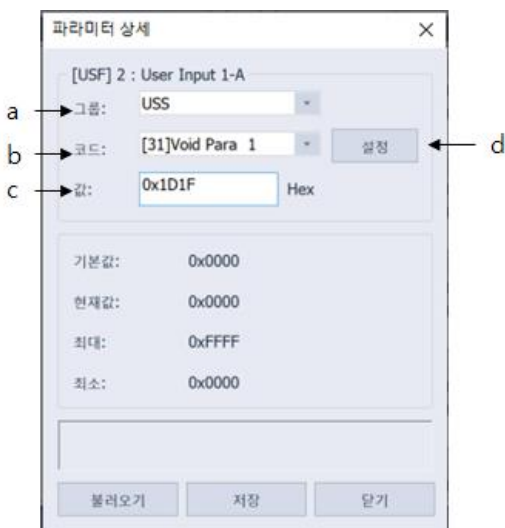 파라미터 상세
[USF] 2 : User Input 1-A
a 그룹: USS
b 코드: [31]Void Para 1 설정 d
c 값: 0x1D1F Hex
기본값: 0x0000
현재값: 0x0000
최대: 0xFFFF
최소: 0x0000
불러오기 저장 닫기